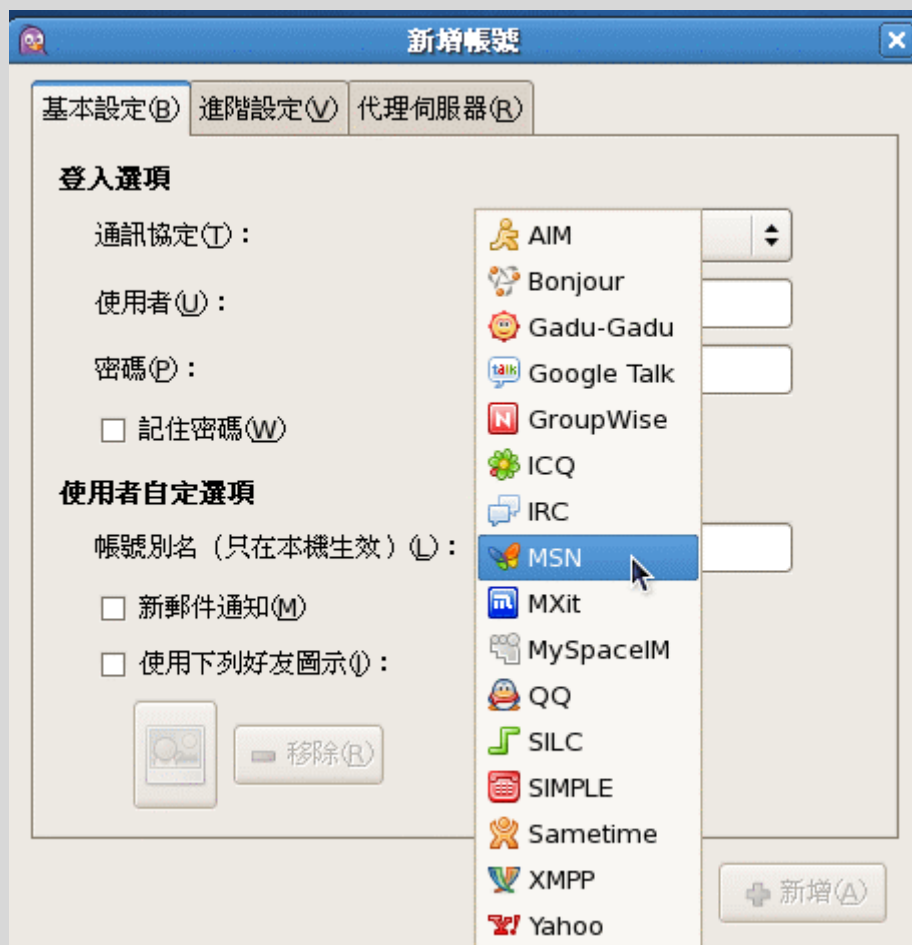 新增帳號
基本設定(B) 進階設定(V) 代理伺服器(R)
登入選項
通訊協定(T)：
使用者(U)：
密碼(P)：
記住密碼(W)
使用者自定選項
帳號別名（只在本機生效）(L)：
新郵件通知(M)
使用下列好友圖示(I)：
移除(R)
AIM
Bonjour
Gadu-Gadu
talk Google Talk
N GroupWise
ICQ
IRC
MSN
m MXit
MySpaceIM
QQ
SILC
SIMPLE
Sametime
XMPP
Y! Yahoo
新增(A)